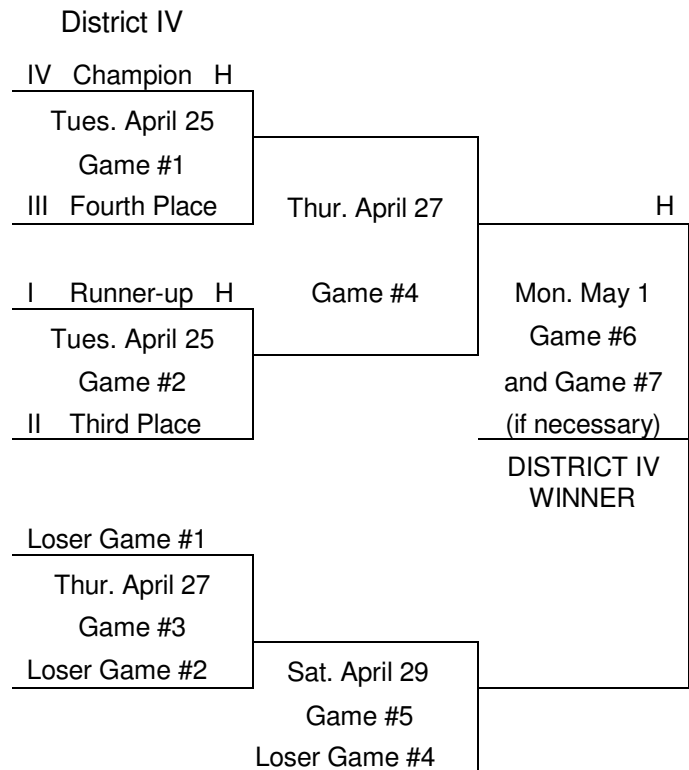 District IV
IV Champion H
Tues. April 25
Game #1
III Fourth Place
Thur. April 27
H
I Runner-up H
Game #4
Mon. May 1
Tues. April 25
Game #6
Game #2
and Game #7
II Third Place
(if necessary)
DISTRICT IV
WINNER
Loser Game #1
Thur. April 27
Game #3
Loser Game #2
Sat. April 29
Game #5
Loser Game #4